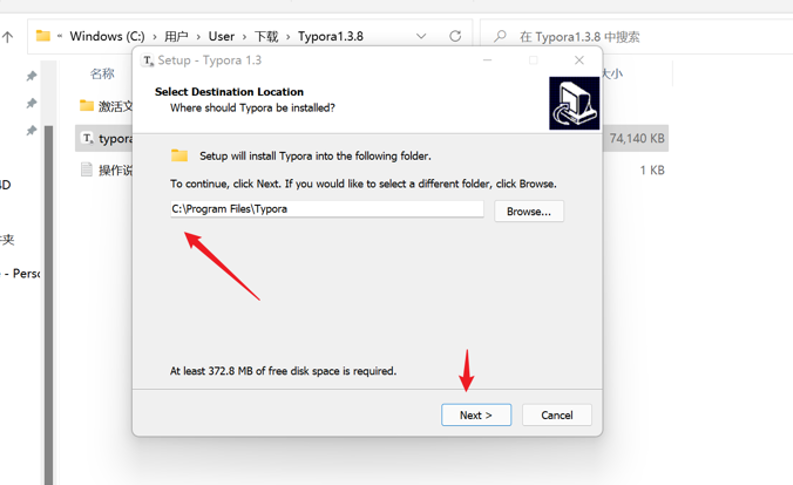 Windows (C:) › 用户 › User › 下载 › Typora1.3.8
在 Typora1.3.8 中搜索
Setup - Typora 1.3
名称
大小
Select Destination Location
Where should Typora be installed?
激活文
typora
74,140 KB
操作说
1 KB
Setup will install Typora into the following folder.
To continue, click Next. If you would like to select a different folder, click Browse.
C:\Program Files\Typora
Browse...
夹
- Perso
At least 372.8 MB of free disk space is required.
Next >
Cancel